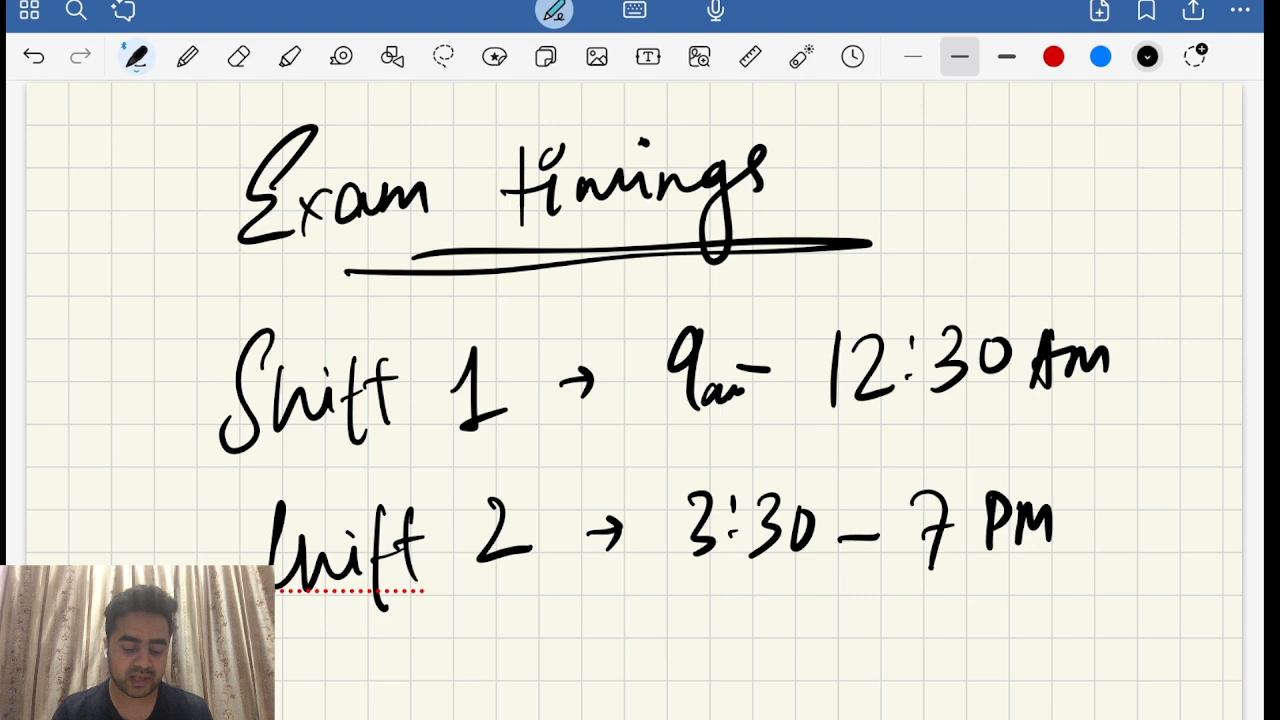 Exam timings
Shift 1 → 9am - 12:30 AM
Shift 2 → 3:30 - 7 PM